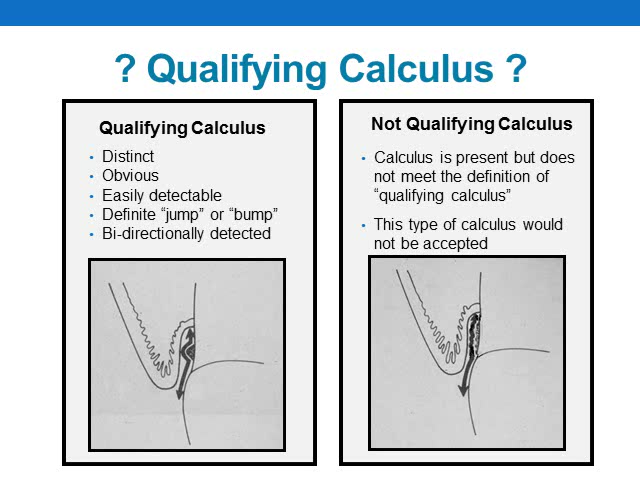 ? Qualifying Calculus ?
Qualifying Calculus
• Distinct
• Obvious
• Easily detectable
• Definite “jump” or “bump”
• Bi-directionally detected
Not Qualifying Calculus
• Calculus is present but does
not meet the definition of
“qualifying calculus”
• This type of calculus would
not be accepted